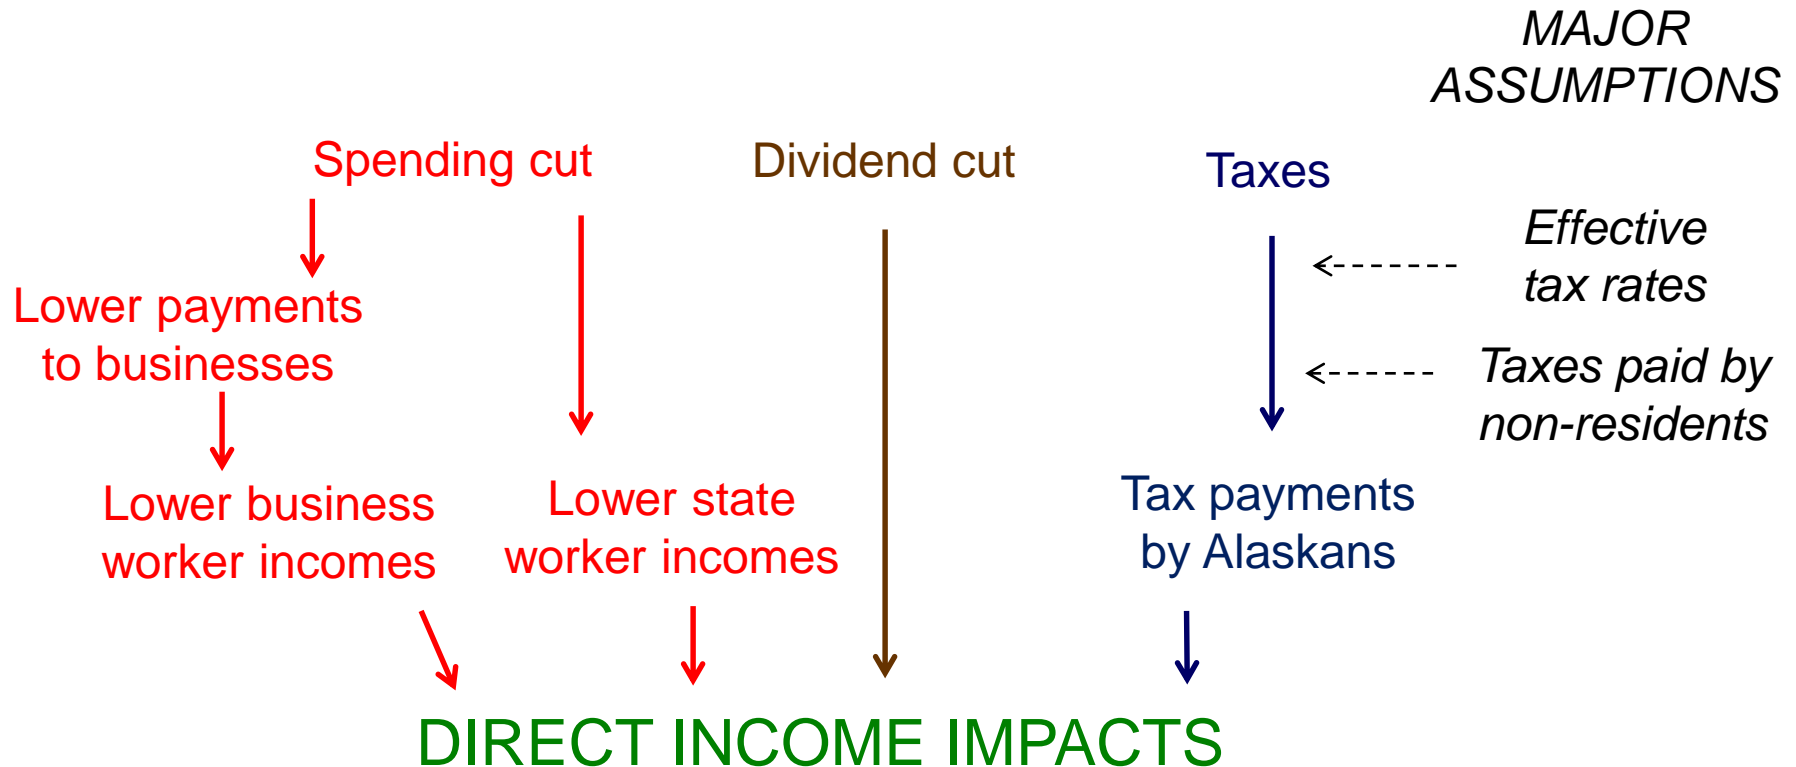 MAJOR
ASSUMPTIONS
Spending cut
Dividend cut
Taxes
Effective
tax rates
Lower payments
to businesses
Taxes paid by
non-residents
Lower business
worker incomes
Lower state
worker incomes
Tax payments
by Alaskans
DIRECT INCOME IMPACTS